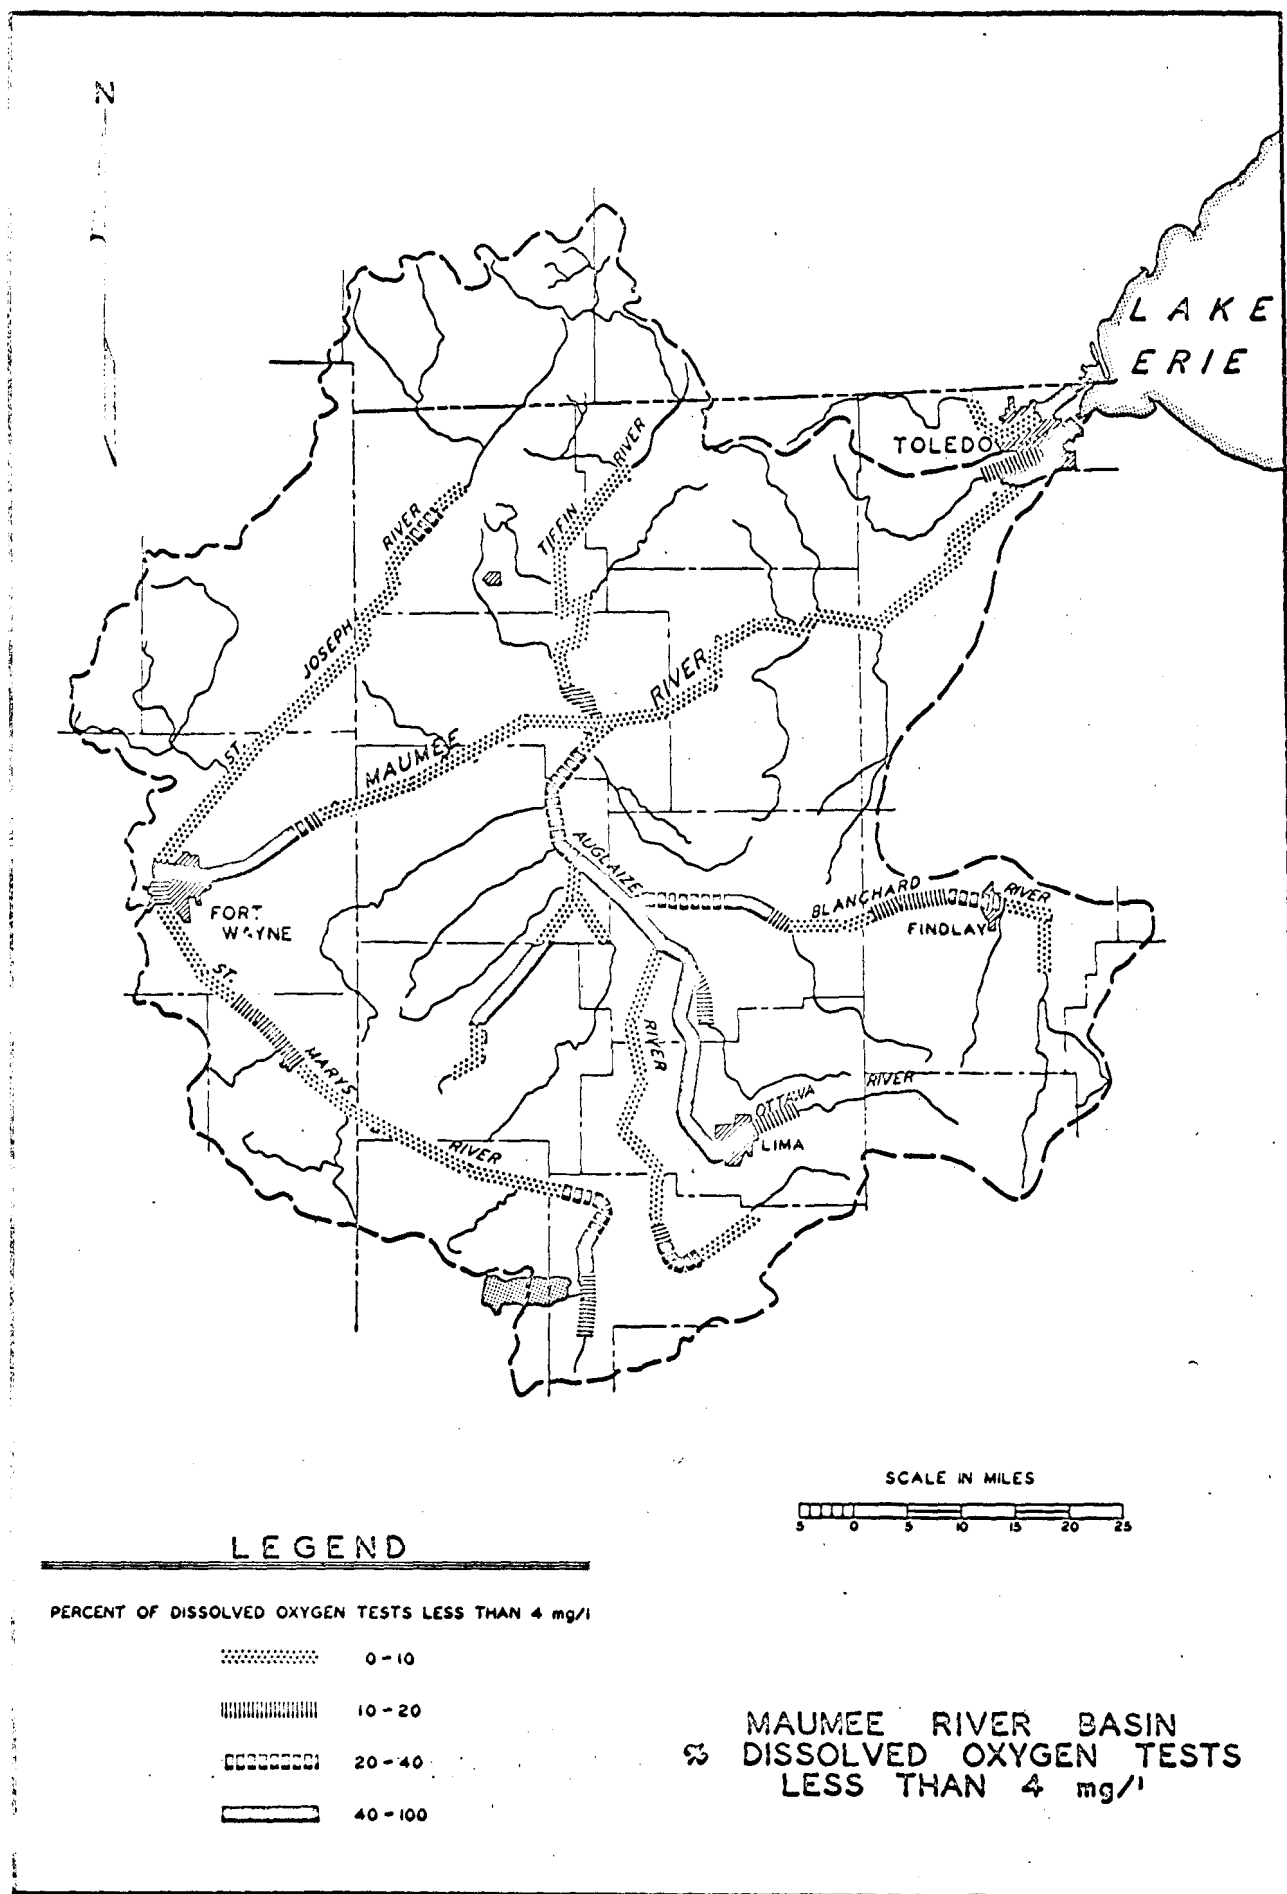 N
LAKE
ERIE
TOLEDO
RIVER
TIFFIN
RIVER
JOSEPH
ST.
RIVER
MAUMEE
AUGLAIZE
BLANCHARD
RIVER
FINDLAY
FORT
WAYNE
ST.
MARYS
RIVER
RIVER
OTTAWA
RIVER
LIMA
SCALE IN MILES
5 0 5 10 15 20 25
LEGEND
PERCENT OF DISSOLVED OXYGEN TESTS LESS THAN 4 mg/l
0-10
10-20
20-40
40-100
MAUMEE RIVER BASIN
% DISSOLVED OXYGEN TESTS
LESS THAN 4 mg/l